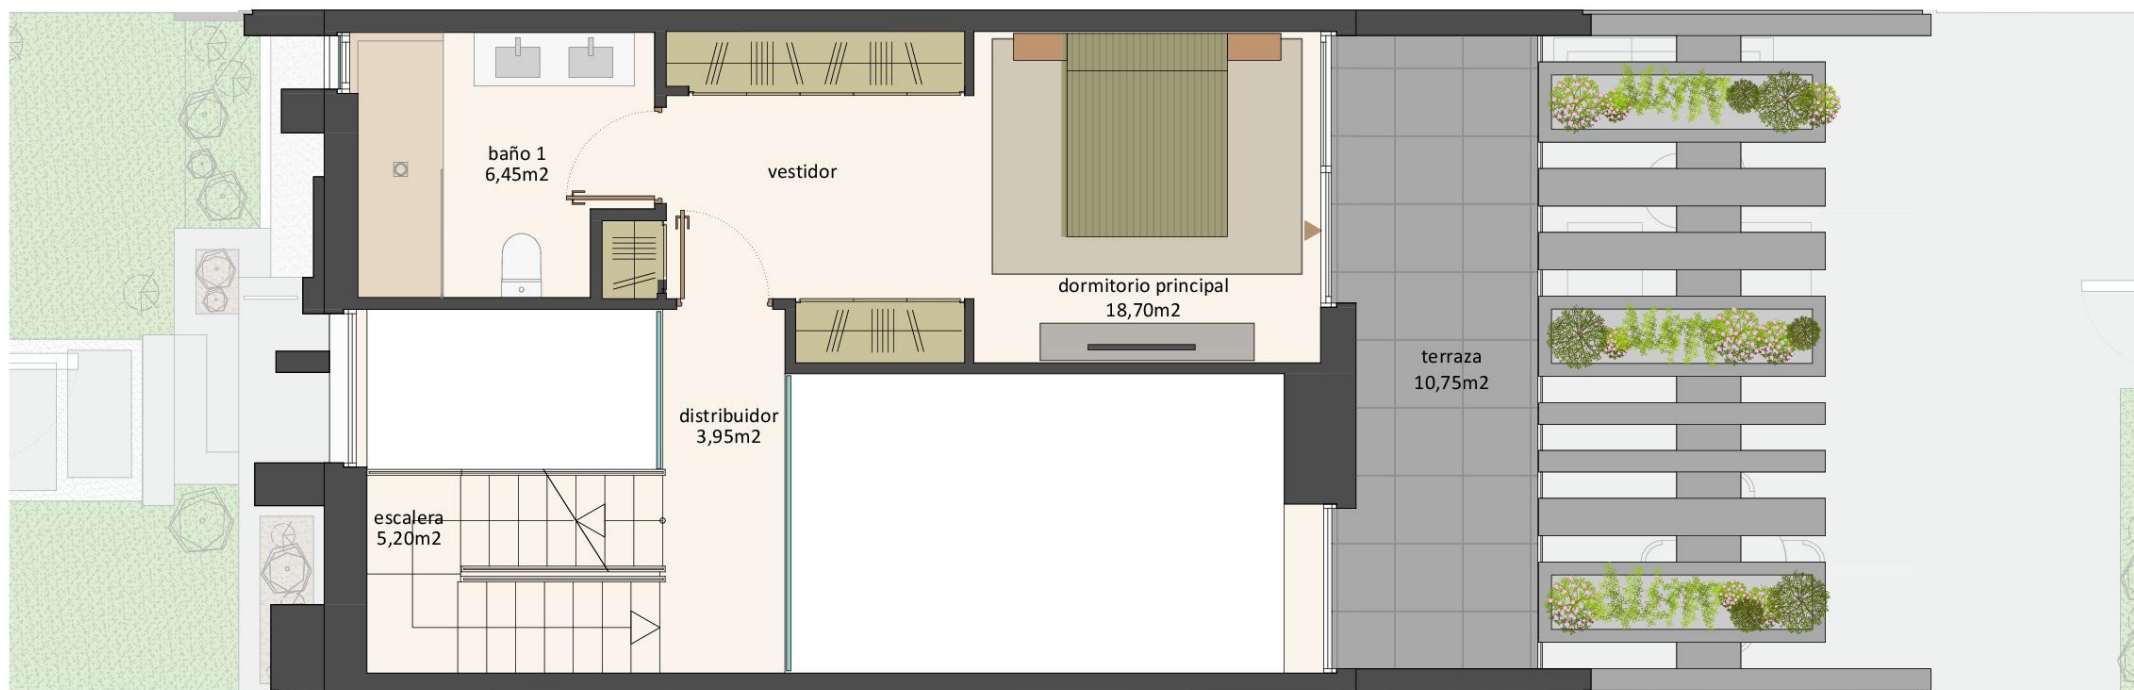 baño 1
6,45m2
vestidor
dormitorio principal
18,70m2
terraza
10,75m2
distribuidor
3,95m2
escalera
5,20m2